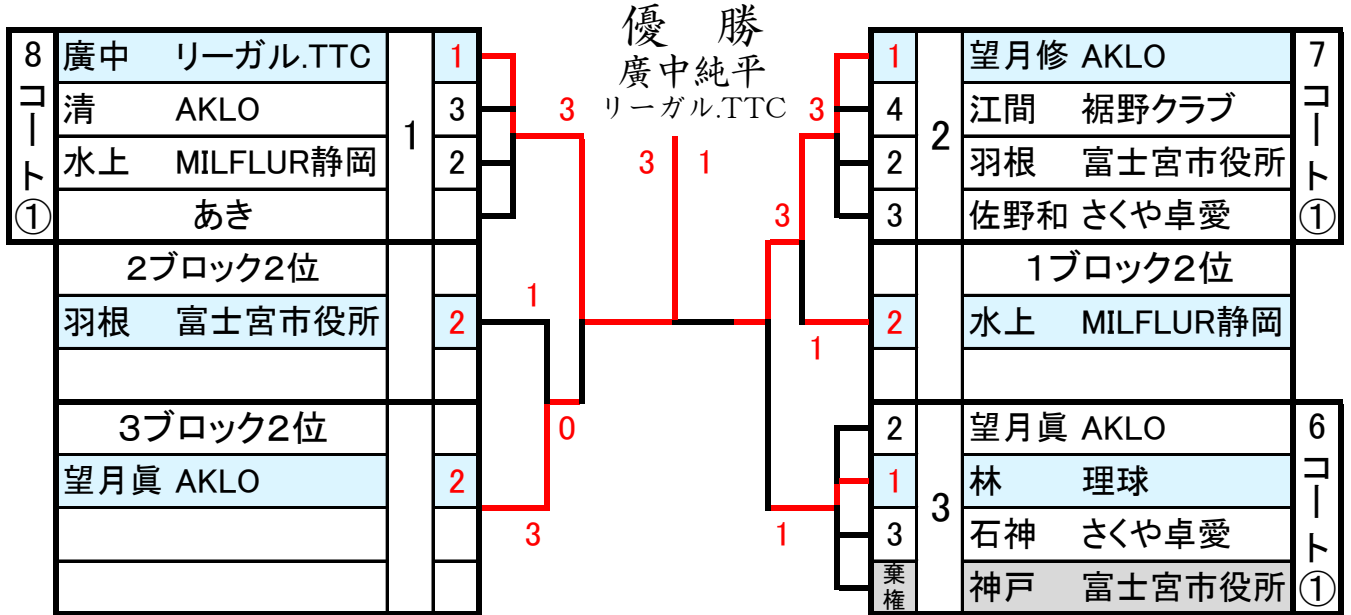 優　勝
廣中純平
リーガル.TTC
8コート①
廣中　リーガル.TTC　1
清　AKLO　3
水上　MILFLUR静岡　2
あき
1
2ブロック2位
羽根　富士宮市役所　2
3ブロック2位
望月眞 AKLO　2
3
1
0
3
3
1
3
3
1
1
7コート①
1　望月修 AKLO
4　江間　裾野クラブ
2　羽根　富士宮市役所
3　佐野和 さくや卓愛
2
1ブロック2位
2　水上　MILFLUR静岡
6コート①
2　望月眞 AKLO
1　林　理球
3　石神　さくや卓愛
棄権　神戸　富士宮市役所
3